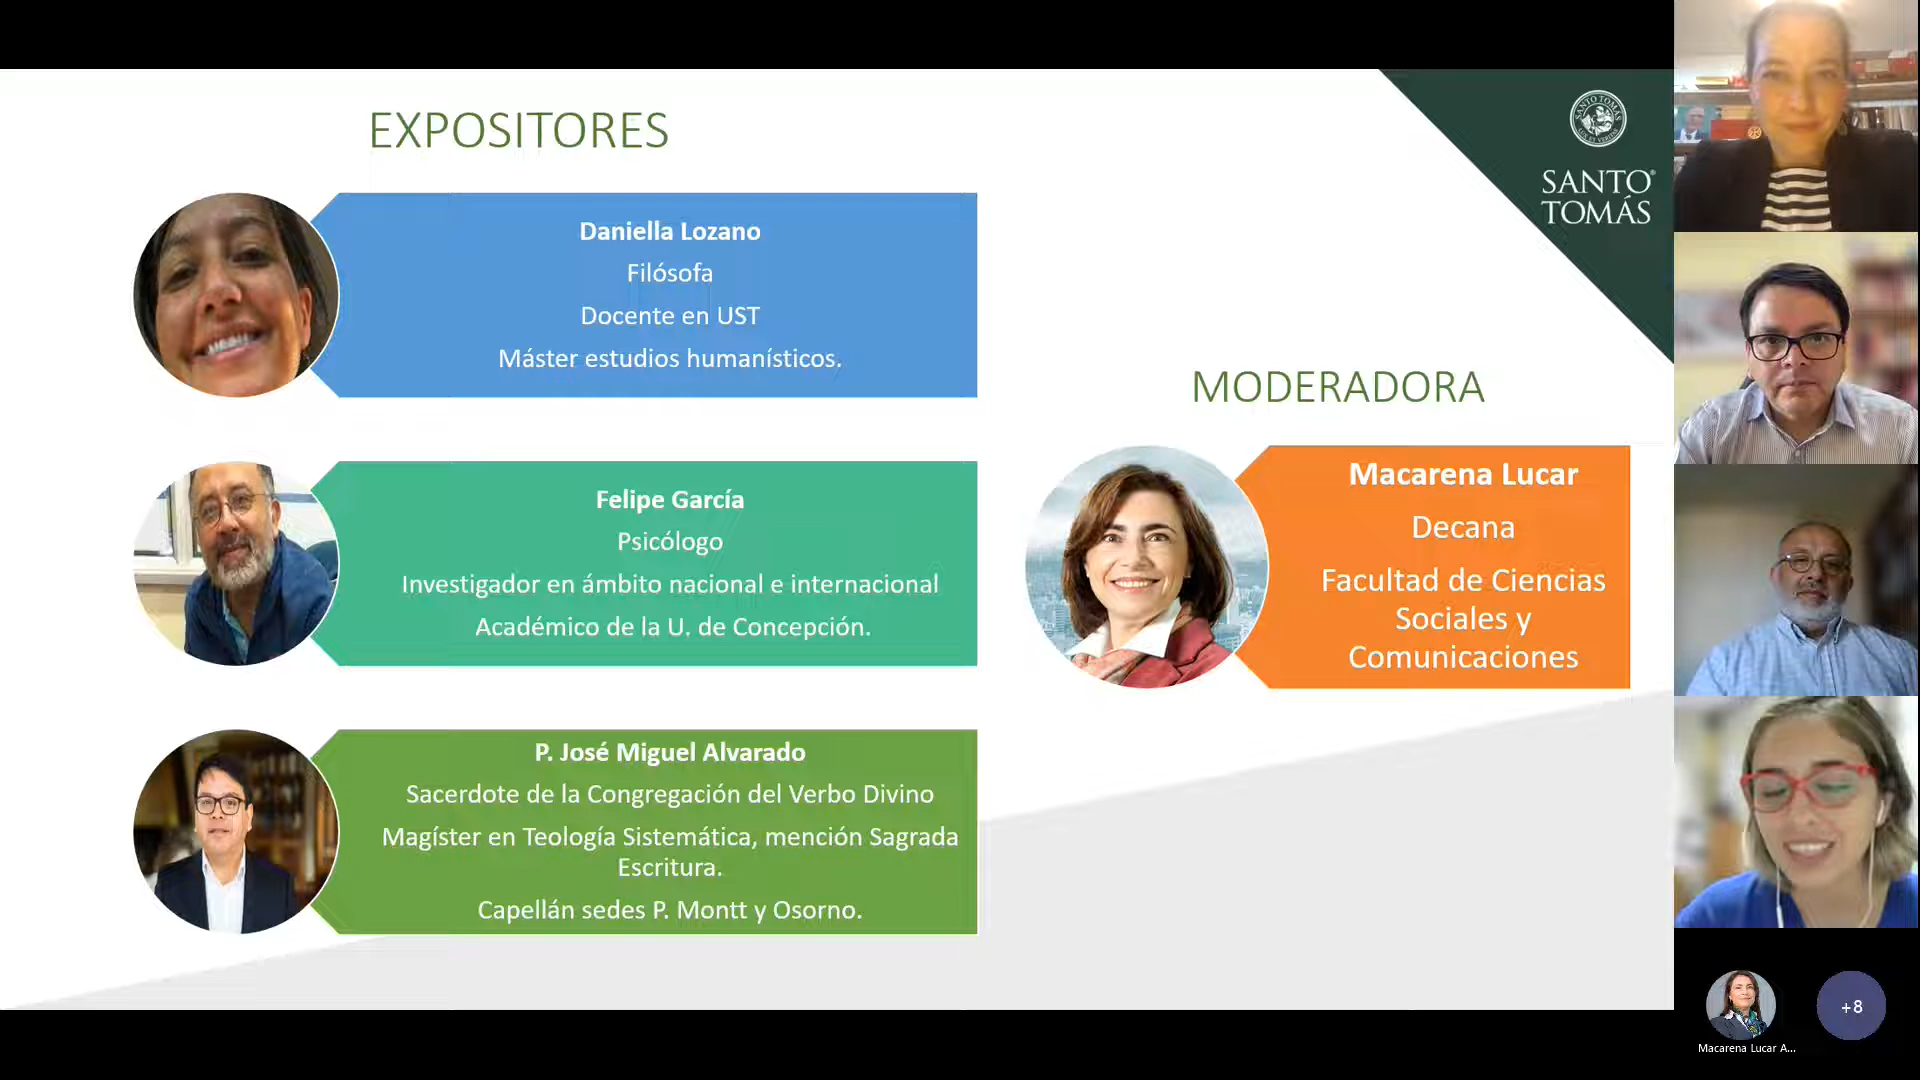 EXPOSITORES
Daniella Lozano
Filósofa
Docente en UST
Máster estudios humanísticos.
Felipe García
Psicólogo
Investigador en ámbito nacional e internacional
Académico de la U. de Concepción.
P. José Miguel Alvarado
Sacerdote de la Congregación del Verbo Divino
Magíster en Teología Sistemática, mención Sagrada
Escritura.
Capellán sedes P. Montt y Osorno.
MODERADORA
Macarena Lucar
Decana
Facultad de Ciencias
Sociales y
Comunicaciones
SANTO TOMÁS
SANTO®
TOMÁS
+8
Macarena Lucar A...